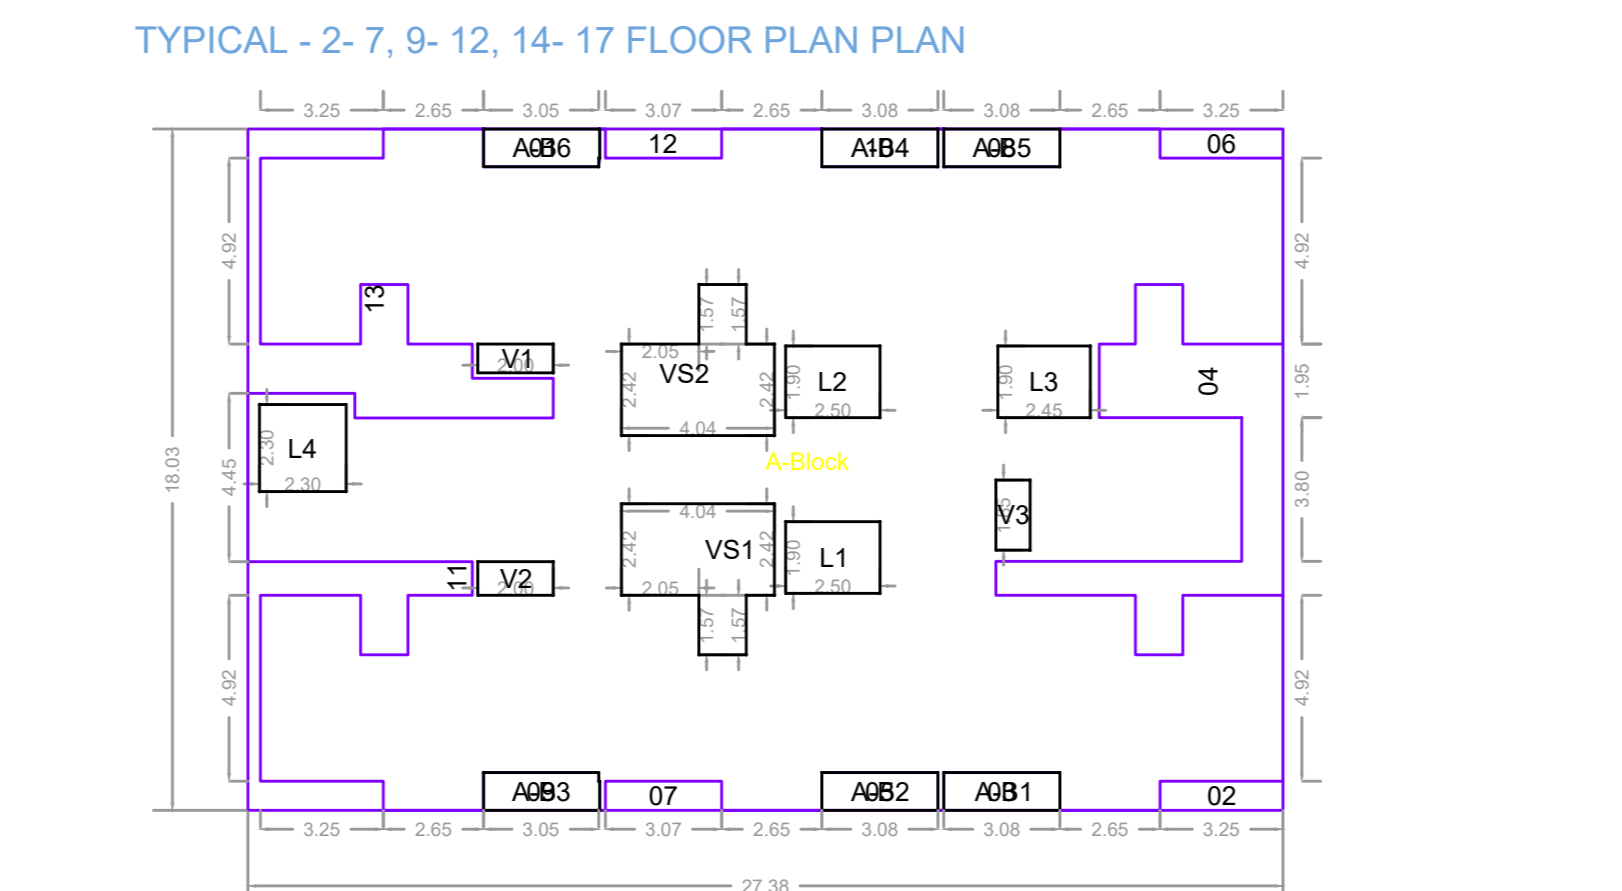 TYPICAL - 2- 7, 9- 12, 14- 17 FLOOR PLAN PLAN
3.25 2.65 3.05 3.07 2.65 3.08 3.08 2.65 3.25
12 06
4.92 4.92
13
1.57 1.57
V1 2.00 2.05 VS2 2.42 2.42 4.04
L2 1.90 2.50
L3 1.90 2.45
04 1.95
L4 2.30 2.30
18.03 4.45
A-Block
3.80
V3
4.04 2.42 VS1 2.42 2.05
L1 1.90 2.50
11 V2 2.00
1.57 1.57
4.92 4.92
07 02
3.25 2.65 3.05 3.07 2.65 3.08 3.08 2.65 3.25
27.38